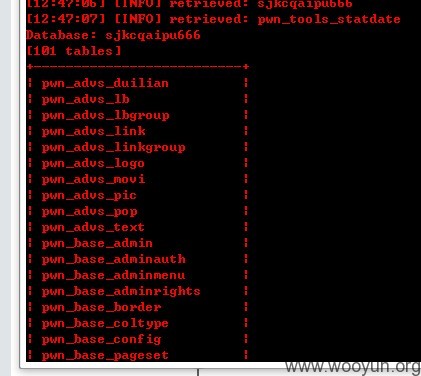 [12:47:06] [INFO] retrieved: sjkcqaipu666
[12:47:07] [INFO] retrieved: pwn_tools_statdate
Database: sjkcqaipu666
[101 tables]
+---------------------------+
| pwn_advs_duilian |
| pwn_advs_lb |
| pwn_advs_lbgroup |
| pwn_advs_link |
| pwn_advs_linkgroup |
| pwn_advs_logo |
| pwn_advs_movi |
| pwn_advs_pic |
| pwn_advs_pop |
| pwn_advs_text |
| pwn_base_admin |
| pwn_base_adminauth |
| pwn_base_adminmenu |
| pwn_base_adminrights |
| pwn_base_border |
| pwn_base_coltype |
| pwn_base_config |
| pwn_base_pageset |
www.wooyun.org